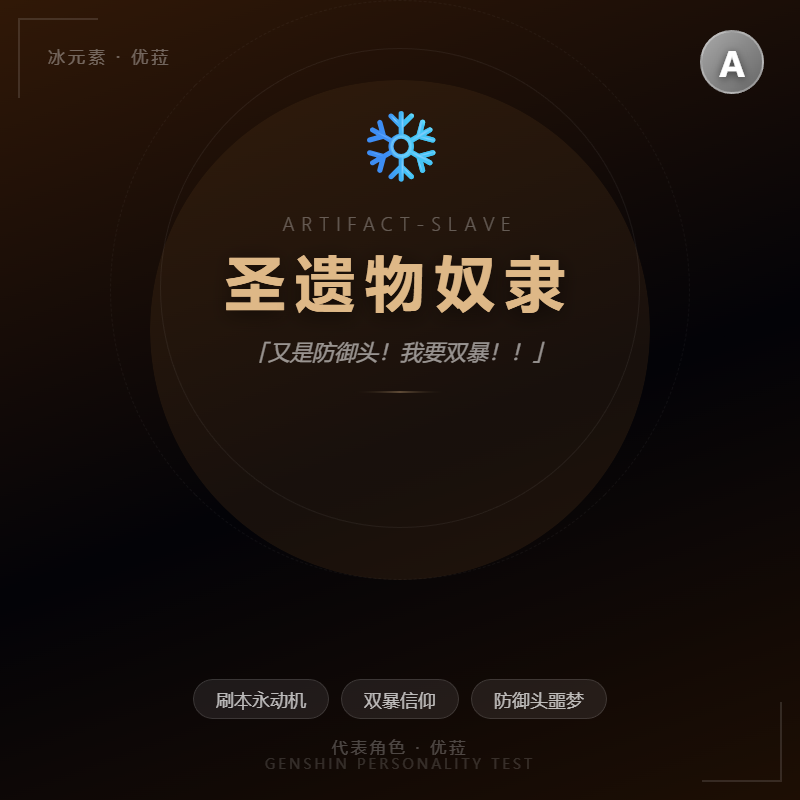 冰元素 · 优菈
A
ARTIFACT-SLAVE
圣遗物奴隶
「又是防御头！我要双暴！！」
刷本永动机
双暴信仰
防御头噩梦
代表角色 · 优菈
GENSHIN PERSONALITY TEST